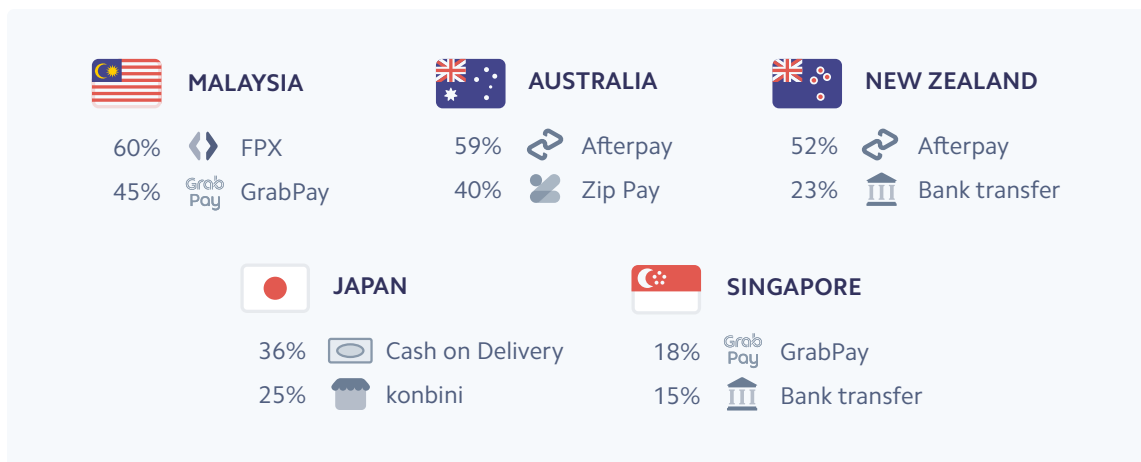 MALAYSIA
60% FPX
45% Grab Pay GrabPay
AUSTRALIA
59% Afterpay
40% Zip Pay
NEW ZEALAND
52% Afterpay
23% Bank transfer
JAPAN
36% Cash on Delivery
25% konbini
SINGAPORE
18% Grab Pay GrabPay
15% Bank transfer